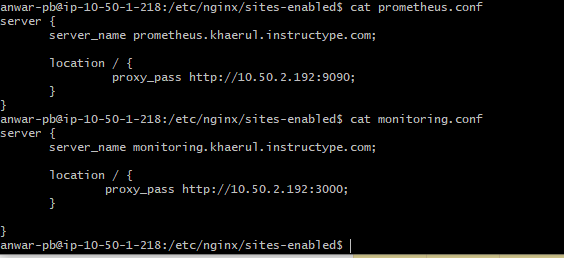 anwar-pb@ip-10-50-1-218:/etc/nginx/sites-enabled$ cat prometheus.conf
server {
        server_name prometheus.khaerul.instructype.com;
        location / {
                proxy_pass http://10.50.2.192:9090;
        }
}
anwar-pb@ip-10-50-1-218:/etc/nginx/sites-enabled$ cat monitoring.conf
server {
        server_name monitoring.khaerul.instructype.com;
        location / {
                proxy_pass http://10.50.2.192:3000;
        }
}
anwar-pb@ip-10-50-1-218:/etc/nginx/sites-enabled$